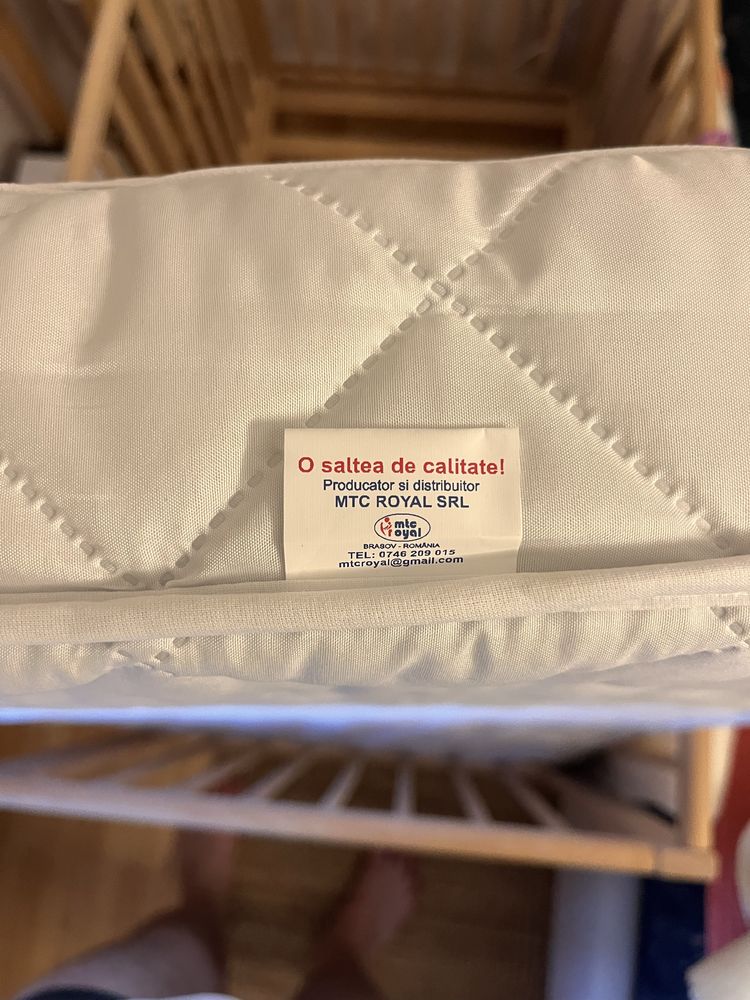 O saltea de calitate!
Producator si distribuitor
MTC ROYAL SRL
mtc
royal
BRASOV - ROMÂNIA
TEL: 0746 209 015
mtcroyal@gmail.com